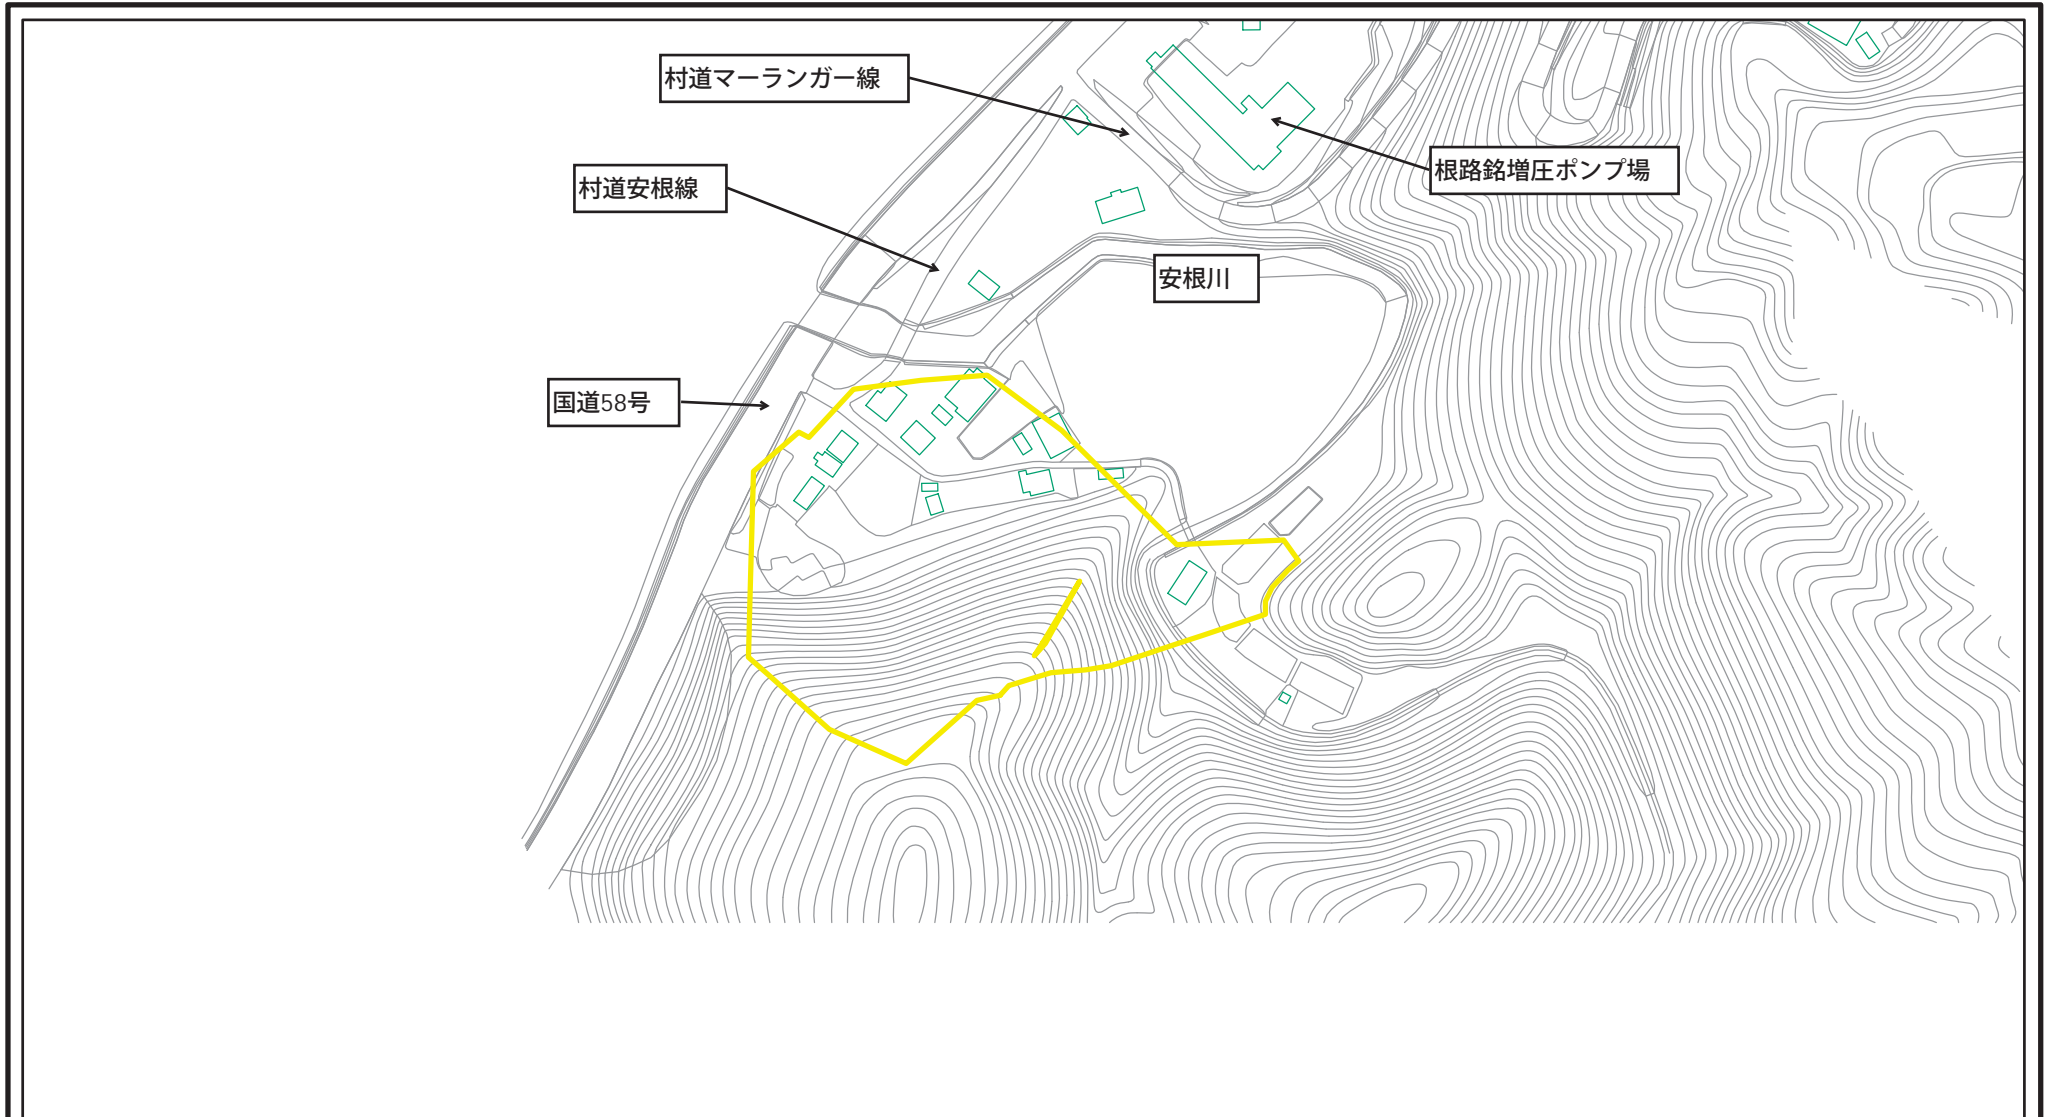 村道マーランガー線
根路銘増圧ポンプ場
村道安根線
安根川
国道58号